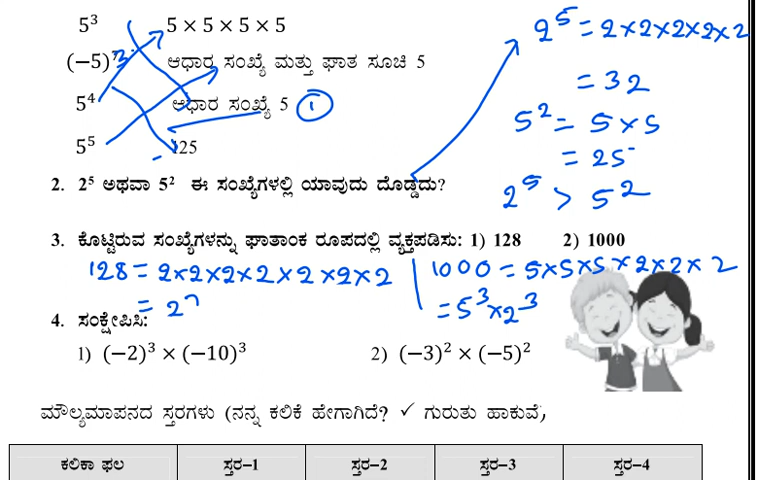 5³ 5 × 5 × 5 × 5
(−5)³ ಆಧಾರ ಸಂಖ್ಯೆ ಮತ್ತು ಘಾತ ಸೂಚಿ 5
5⁴ ಆಧಾರ ಸಂಖ್ಯೆ 5 ①
5⁵ -125
2⁵ = 2×2×2×2×2
= 32
5² = 5×5
= 25
2⁵ > 5²
2. 2⁵ ಅಥವಾ 5² ಈ ಸಂಖ್ಯೆಗಳಲ್ಲಿ ಯಾವುದು ದೊಡ್ಡದು?
3. ಕೊಟ್ಟಿರುವ ಸಂಖ್ಯೆಗಳನ್ನು ಘಾತಾಂಕ ರೂಪದಲ್ಲಿ ವ್ಯಕ್ತಪಡಿಸು: 1) 128 2) 1000
128 = 2×2×2×2×2×2×2 1000 = 5×5×5×2×2×2
= 2⁷ = 5³×2³
4. ಸಂಕ್ಷೇಪಿಸಿ:
1) (−2)³ × (−10)³ 2) (−3)² × (−5)²
ಮೌಲ್ಯಮಾಪನದ ಸ್ತರಗಳು (ನನ್ನ ಕಲಿಕೆ ಹೇಗಾಗಿದೆ? ✓ ಗುರುತು ಹಾಕುವೆ)
ಕಲಿಕಾ ಫಲ ಸ್ತರ-1 ಸ್ತರ-2 ಸ್ತರ-3 ಸ್ತರ-4